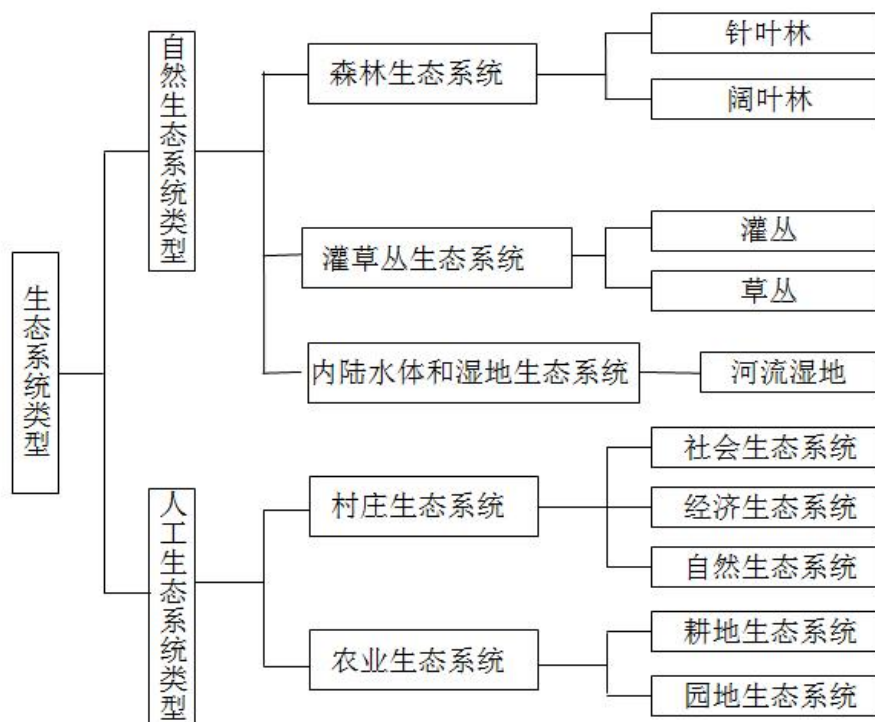 生态系统类型
自然生态系统类型
森林生态系统
针叶林
阔叶林
灌草丛生态系统
灌丛
草丛
内陆水体和湿地生态系统
河流湿地
人工生态系统类型
村庄生态系统
社会生态系统
经济生态系统
自然生态系统
农业生态系统
耕地生态系统
园地生态系统